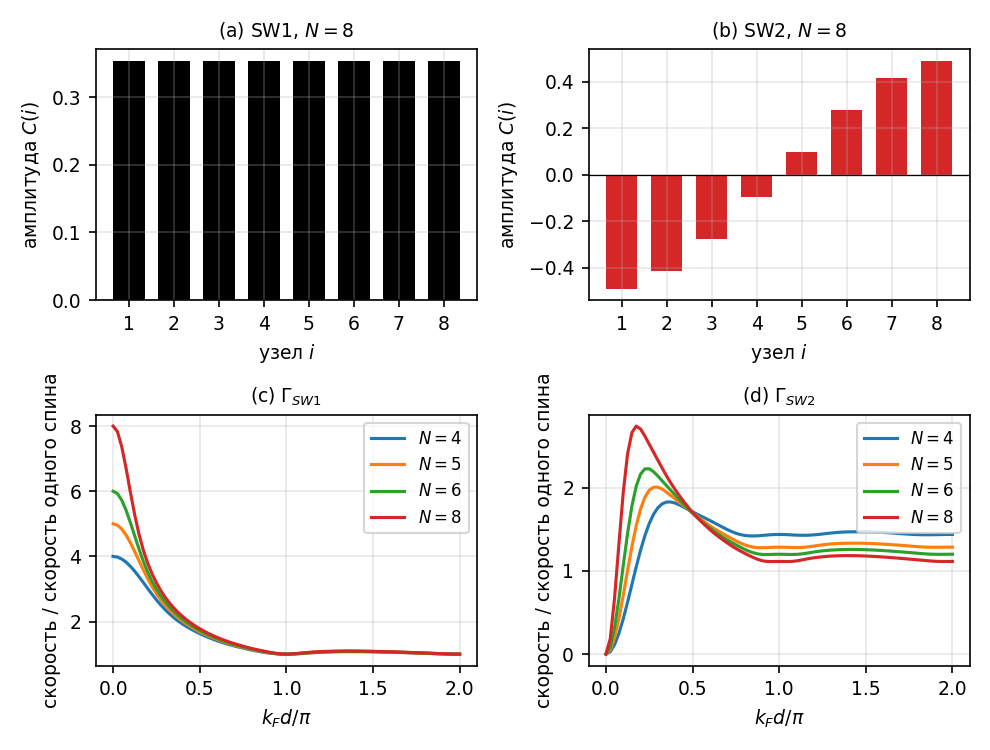 (a) SW1, N = 8
амплитуда C(i)
0.3
0.2
0.1
0.0
1 2 3 4 5 6 7 8
узел i
(b) SW2, N = 8
амплитуда C(i)
0.4
0.2
0.0
−0.2
−0.4
1 2 3 4 5 6 7 8
узел i
(c) Γ_{SW1}
скорость / скорость одного спина
8
6
4
2
N = 4
N = 5
N = 6
N = 8
0.0 0.5 1.0 1.5 2.0
k_F d/π
(d) Γ_{SW2}
скорость / скорость одного спина
2
1
0
N = 4
N = 5
N = 6
N = 8
0.0 0.5 1.0 1.5 2.0
k_F d/π